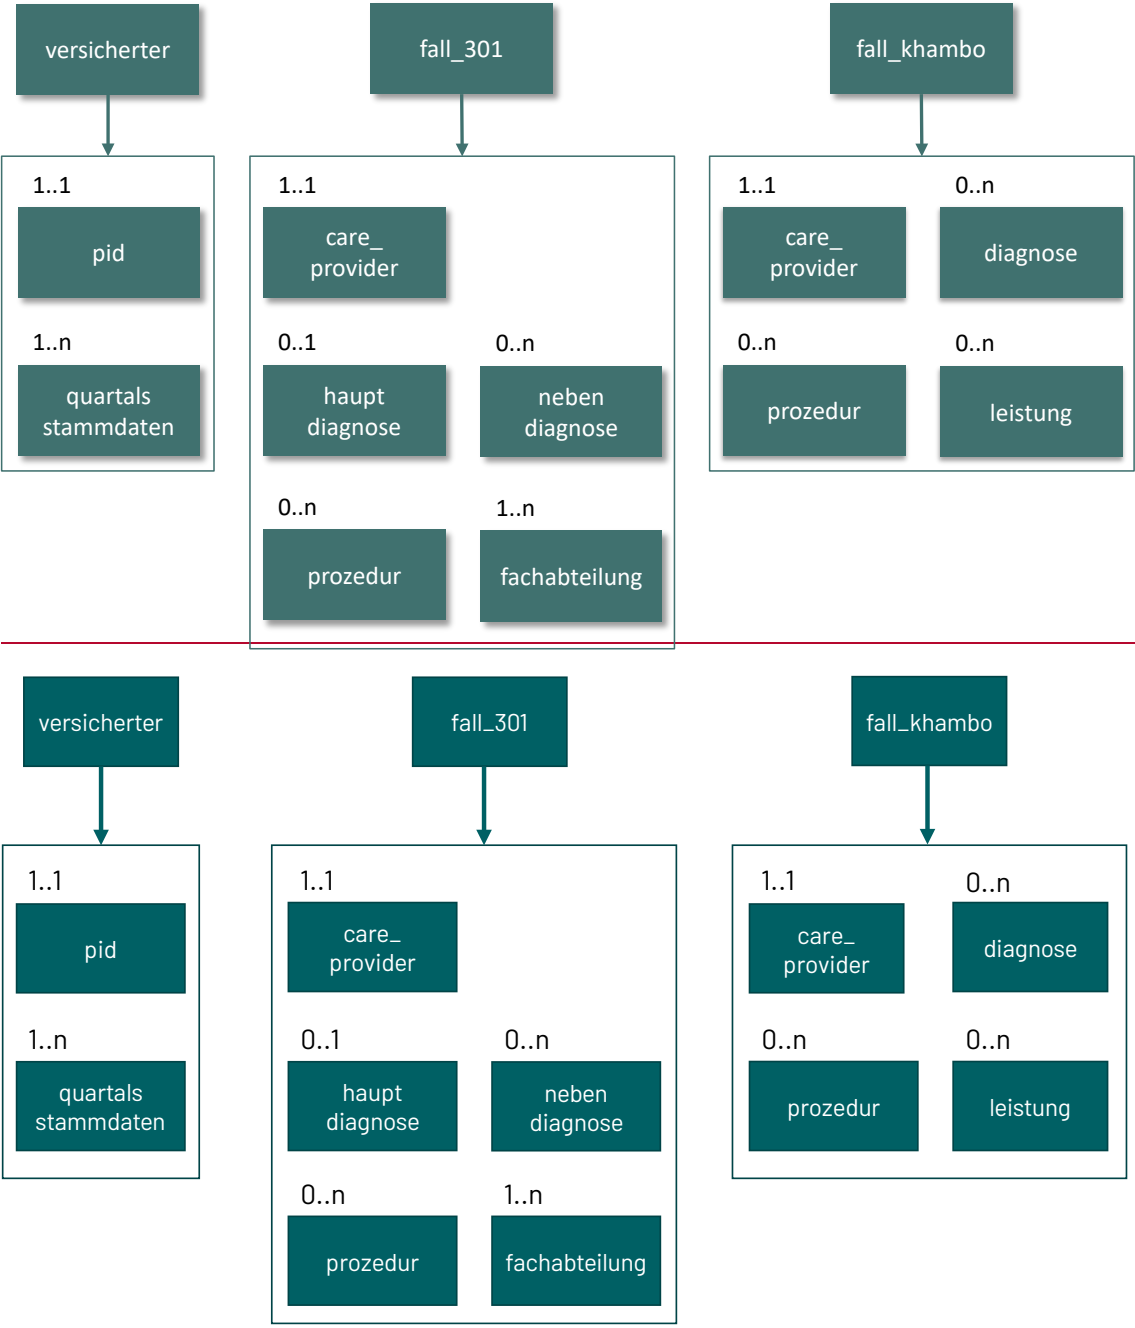 versicherter
fall_301
fall_khambo
1..1
pid
1..n
quartals
stammdaten
1..1
care_
provider
0..1
haupt
diagnose
0..n
neben
diagnose
0..n
prozedur
1..n
fachabteilung
1..1
care_
provider
0..n
diagnose
0..n
prozedur
0..n
leistung
versicherter
fall_301
fall_khambo
1..1
pid
1..n
quartals
stammdaten
1..1
care_
provider
0..1
haupt
diagnose
0..n
neben
diagnose
0..n
prozedur
1..n
fachabteilung
1..1
care_
provider
0..n
diagnose
0..n
prozedur
0..n
leistung